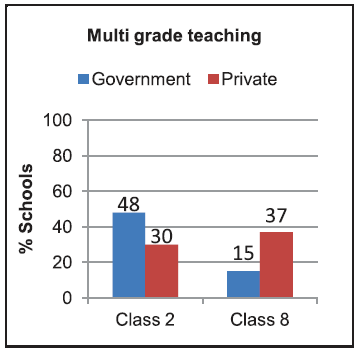 Multi grade teaching
Government Private
% Schools
100
80
60
40
20
0
48
30
15
37
Class 2 Class 8